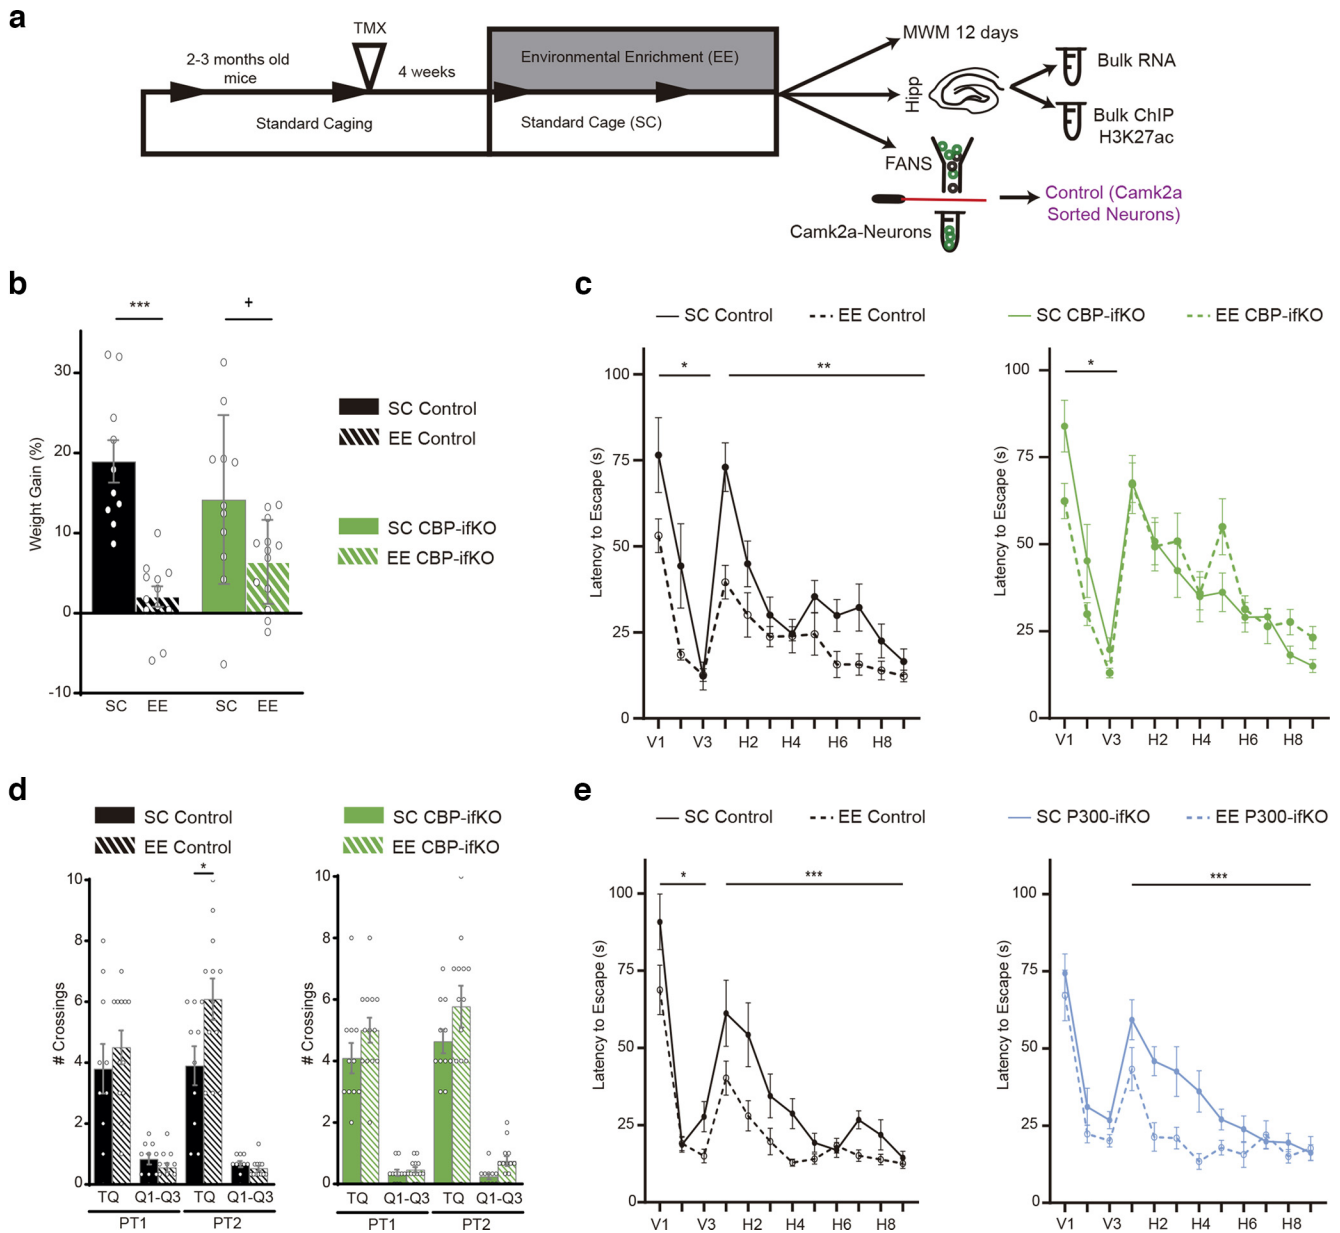 a
TMX
2-3 months old
mice
4 weeks
Environmental Enrichment (EE)
Standard Caging
Standard Cage (SC)
MWM 12 days
Hipp
Bulk RNA
Bulk ChIP
H3K27ac
FANS
Camk2a-Neurons
Control (Camk2a
Sorted Neurons)
b
***
+
Weight Gain (%)
30
20
10
0
-10
SC
EE
SC
EE
SC Control
EE Control
SC CBP-ifKO
EE CBP-ifKO
c
SC Control
EE Control
*
**
Latency to Escape (s)
100
75
50
25
0
V1
V3
H2
H4
H6
H8
SC CBP-ifKO
EE CBP-ifKO
*
Latency to Escape (s)
100
75
50
25
0
V1
V3
H2
H4
H6
H8
d
SC Control
EE Control
*
# Crossings
10
8
6
4
2
0
TQ
Q1-Q3
TQ
Q1-Q3
PT1
PT2
SC CBP-ifKO
EE CBP-ifKO
# Crossings
10
8
6
4
2
0
TQ
Q1-Q3
TQ
Q1-Q3
PT1
PT2
e
SC Control
EE Control
*
***
Latency to Escape (s)
100
75
50
25
0
V1
V3
H2
H4
H6
H8
SC P300-ifKO
EE P300-ifKO
***
Latency to Escape (s)
100
75
50
25
0
V1
V3
H2
H4
H6
H8